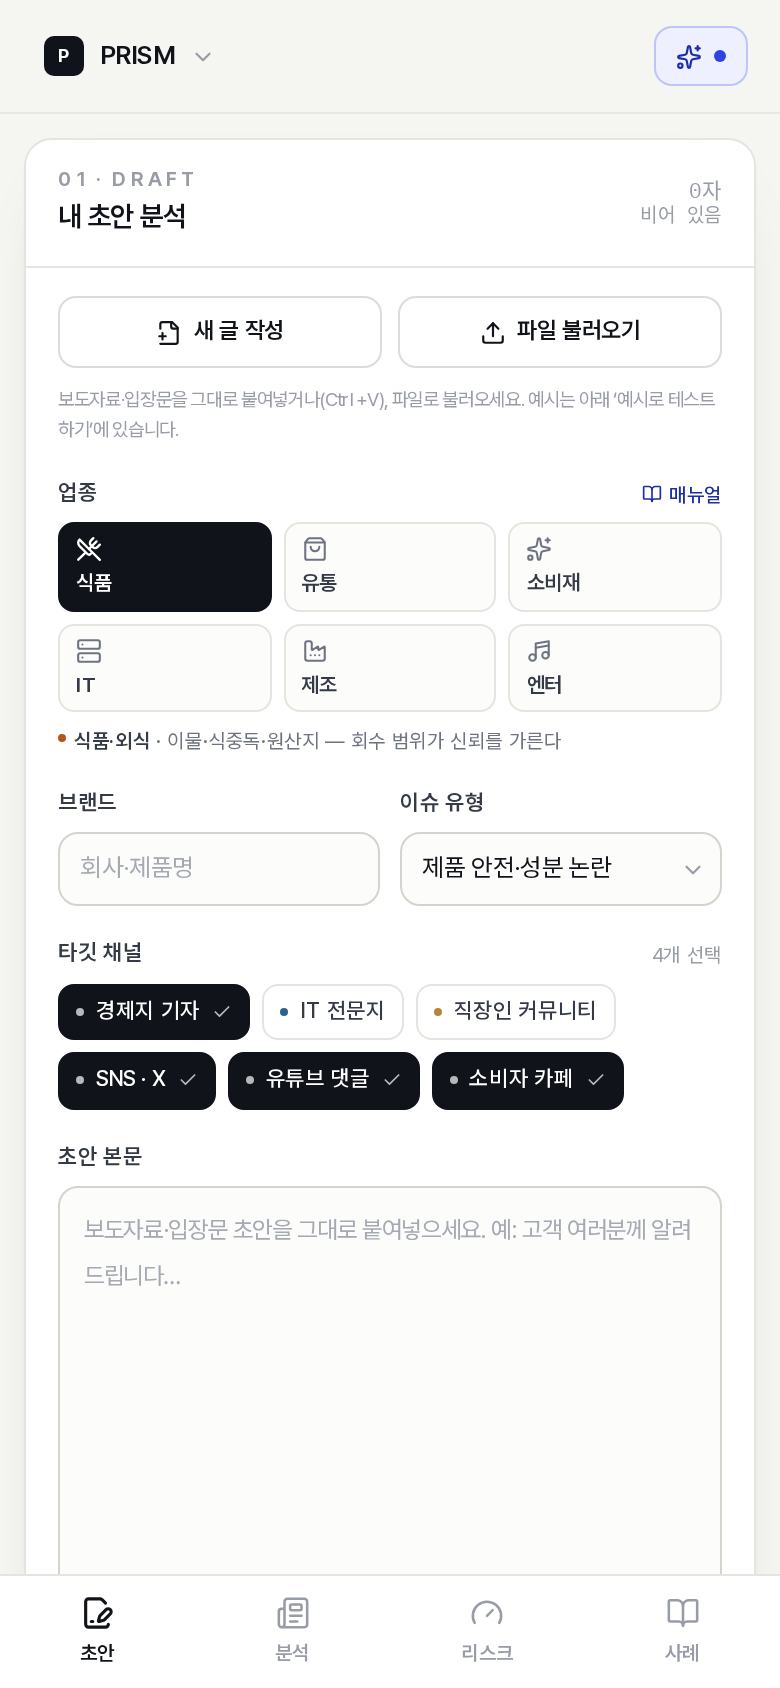 P PRISM
01 · DRAFT
내 초안 분석
0자
비어 있음
새 글 작성
파일 불러오기
보도자료·입장문을 그대로 붙여넣거나(Ctrl+V), 파일로 불러오세요. 예시는 아래 ‘예시로 테스트
하기’에 있습니다.
업종
매뉴얼
식품
유통
소비재
IT
제조
엔터
식품·외식 · 이물·식중독·원산지 — 회수 범위가 신뢰를 가른다
브랜드
이슈 유형
회사·제품명
제품 안전·성분 논란
타깃 채널
4개 선택
경제지 기자
IT 전문지
직장인 커뮤니티
SNS · X
유튜브 댓글
소비자 카페
초안 본문
보도자료·입장문 초안을 그대로 붙여넣으세요. 예: 고객 여러분께 알려
드립니다...
초안
분석
리스크
사례